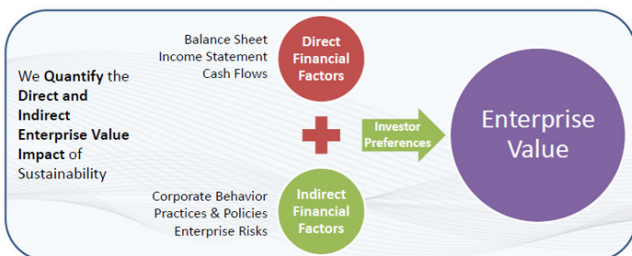 We Quantify the
Direct and
Indirect
Enterprise Value
Impact of
Sustainability
Balance Sheet
Income Statement
Cash Flows
Direct
Financial
Factors
Investor
Preferences
Enterprise
Value
Corporate Behavior
Practices & Policies
Enterprise Risks
Indirect
Financial
Factors